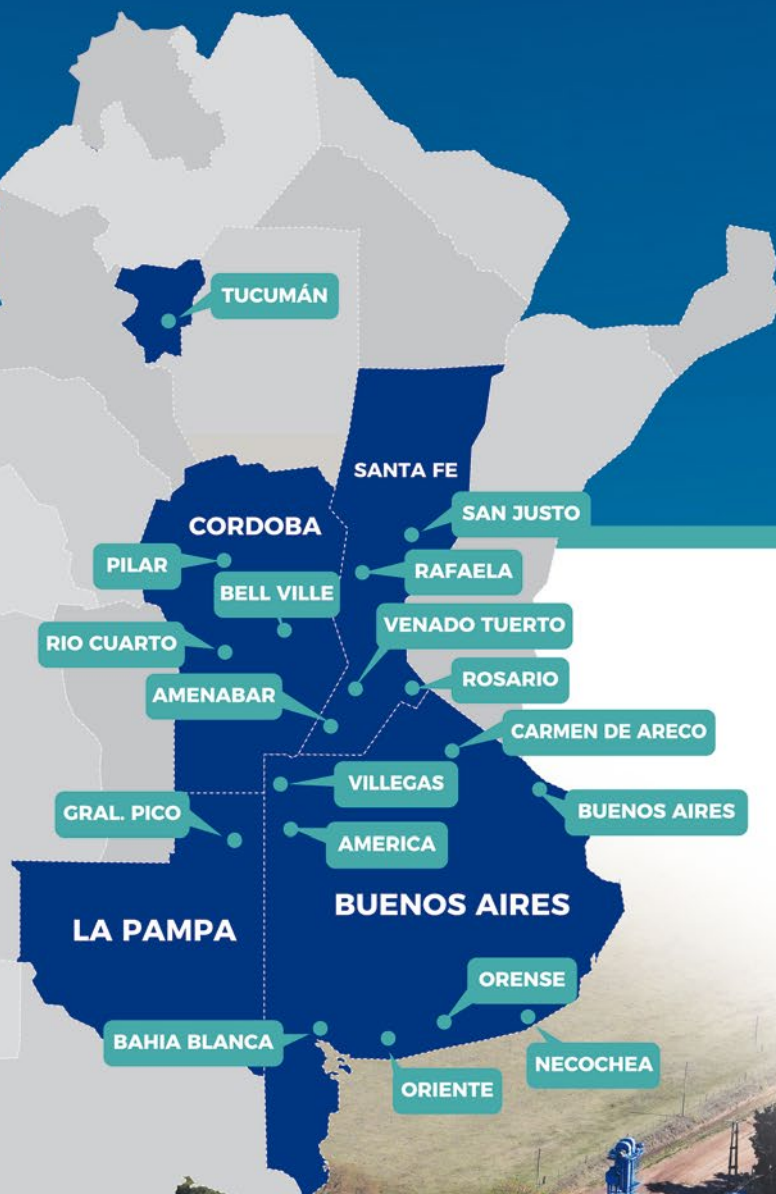 TUCUMÁN
SANTA FE
CORDOBA
SAN JUSTO
PILAR
RAFAELA
BELL VILLE
VENADO TUERTO
RIO CUARTO
ROSARIO
AMENABAR
CARMEN DE ARECO
VILLEGAS
GRAL. PICO
BUENOS AIRES
AMERICA
BUENOS AIRES
LA PAMPA
ORENSE
BAHIA BLANCA
NECOCHEA
ORIENTE